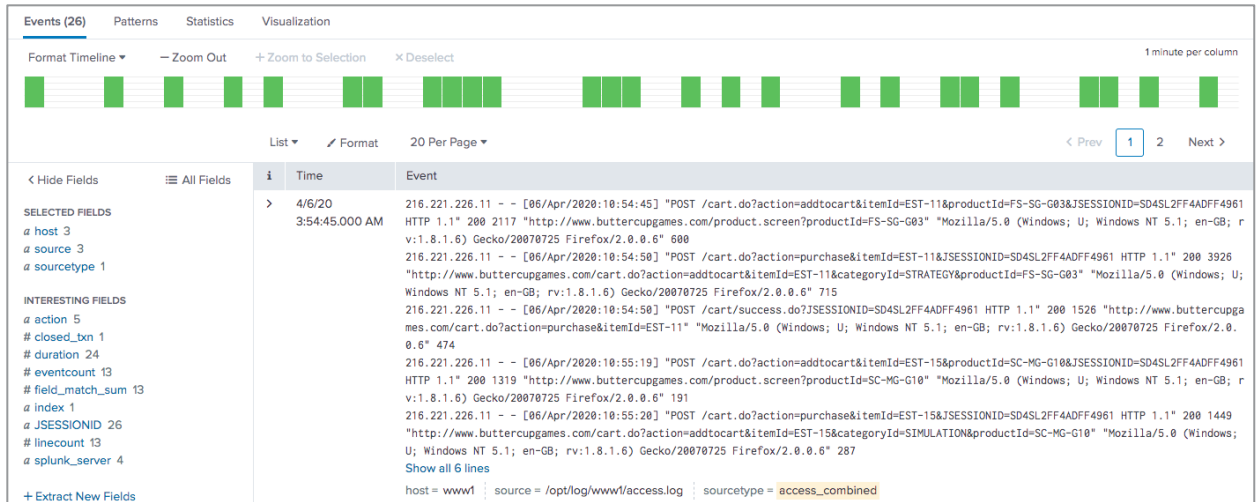 Events (26) Patterns Statistics Visualization
Format Timeline ▾ — Zoom Out + Zoom to Selection × Deselect 1 minute per column
List ▾ Format 20 Per Page ▾ < Prev 1 2 Next >
< Hide Fields All Fields
SELECTED FIELDS
a host 3
a source 3
a sourcetype 1
INTERESTING FIELDS
a action 5
# closed_txn 1
# duration 24
# eventcount 13
# field_match_sum 13
a index 1
a JSESSIONID 26
# linecount 13
a splunk_server 4
+ Extract New Fields
i Time Event
> 4/6/20
3:54:45.000 AM
216.221.226.11 - - [06/Apr/2020:10:54:45] "POST /cart.do?action=addtocart&itemId=EST-11&productId=FS-SG-G03&JSESSIONID=SD4SL2FF4ADFF4961
HTTP 1.1" 200 2117 "http://www.buttercupgames.com/product.screen?productId=FS-SG-G03" "Mozilla/5.0 (Windows; U; Windows NT 5.1; en-GB; r
v:1.8.1.6) Gecko/20070725 Firefox/2.0.0.6" 600
216.221.226.11 - - [06/Apr/2020:10:54:50] "POST /cart.do?action=purchase&itemId=EST-11&JSESSIONID=SD4SL2FF4ADFF4961 HTTP 1.1" 200 3926
"http://www.buttercupgames.com/cart.do?action=addtocart&itemId=EST-11&categoryId=STRATEGY&productId=FS-SG-G03" "Mozilla/5.0 (Windows; U;
Windows NT 5.1; en-GB; rv:1.8.1.6) Gecko/20070725 Firefox/2.0.0.6" 715
216.221.226.11 - - [06/Apr/2020:10:54:50] "POST /cart/success.do?JSESSIONID=SD4SL2FF4ADFF4961 HTTP 1.1" 200 1526 "http://www.buttercupga
mes.com/cart.do?action=purchase&itemId=EST-11" "Mozilla/5.0 (Windows; U; Windows NT 5.1; en-GB; rv:1.8.1.6) Gecko/20070725 Firefox/2.0.
0.6" 474
216.221.226.11 - - [06/Apr/2020:10:55:19] "POST /cart.do?action=addtocart&itemId=EST-15&productId=SC-MG-G10&JSESSIONID=SD4SL2FF4ADFF4961
HTTP 1.1" 200 1319 "http://www.buttercupgames.com/product.screen?productId=SC-MG-G10" "Mozilla/5.0 (Windows; U; Windows NT 5.1; en-GB; r
v:1.8.1.6) Gecko/20070725 Firefox/2.0.0.6" 191
216.221.226.11 - - [06/Apr/2020:10:55:20] "POST /cart.do?action=purchase&itemId=EST-15&JSESSIONID=SD4SL2FF4ADFF4961 HTTP 1.1" 200 1449
"http://www.buttercupgames.com/cart.do?action=addtocart&itemId=EST-15&categoryId=SIMULATION&productId=SC-MG-G10" "Mozilla/5.0 (Windows;
U; Windows NT 5.1; en-GB; rv:1.8.1.6) Gecko/20070725 Firefox/2.0.0.6" 287
Show all 6 lines
host = www1 source = /opt/log/www1/access.log sourcetype = access_combined